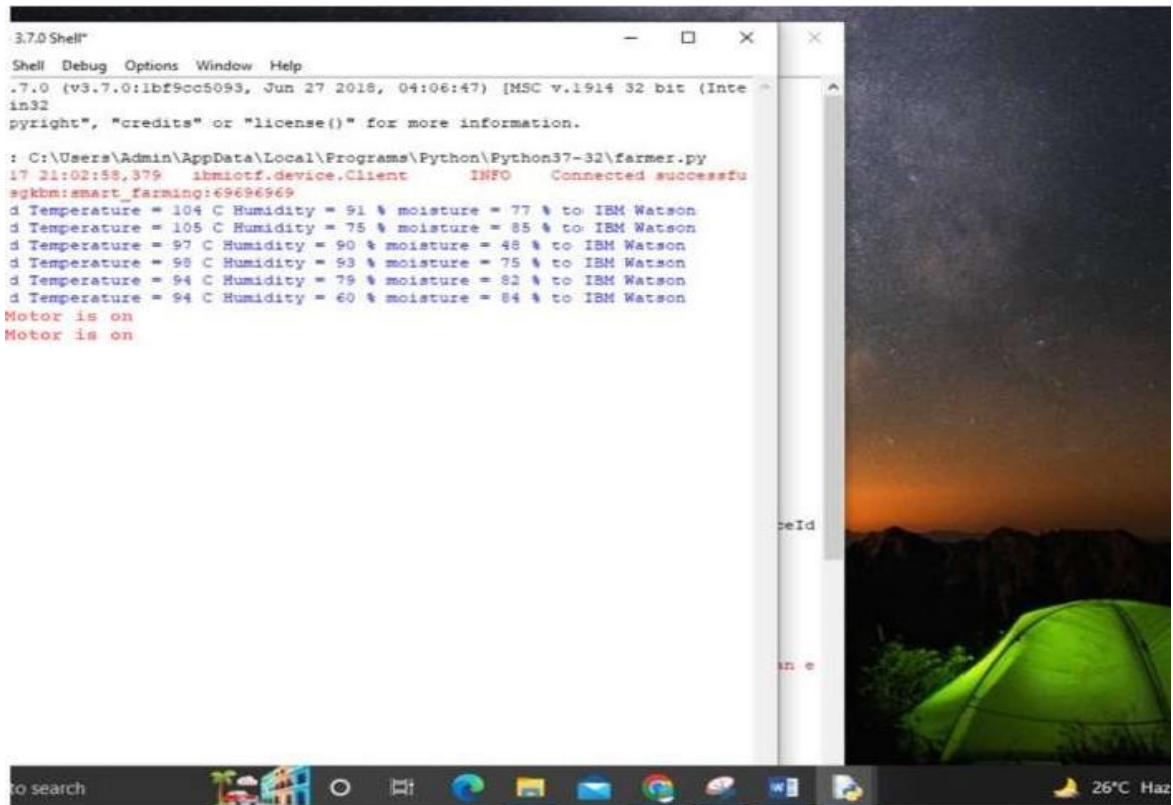 3.7.0 Shell*
Shell Debug Options Window Help
.7.0 (v3.7.0:1bf9cc5093, Jun 27 2018, 04:06:47) [MSC v.1914 32 bit (Inte
in32
pyright", "credits" or "license()" for more information.
: C:\Users\Admin\AppData\Local\Programs\Python\Python37-32\farmer.py
17 21:02:58,379 ibmiotf.device.Client INFO Connected successfu
sgkbm:smart_farming:69696969
d Temperature = 104 C Humidity = 91 % moisture = 77 % to IBM Watson
d Temperature = 105 C Humidity = 75 % moisture = 85 % to IBM Watson
d Temperature = 97 C Humidity = 90 % moisture = 48 % to IBM Watson
d Temperature = 98 C Humidity = 93 % moisture = 75 % to IBM Watson
d Temperature = 94 C Humidity = 79 % moisture = 82 % to IBM Watson
d Temperature = 94 C Humidity = 60 % moisture = 84 % to IBM Watson
Motor is on
Motor is on
ceId
an e
to search
26°C Haz